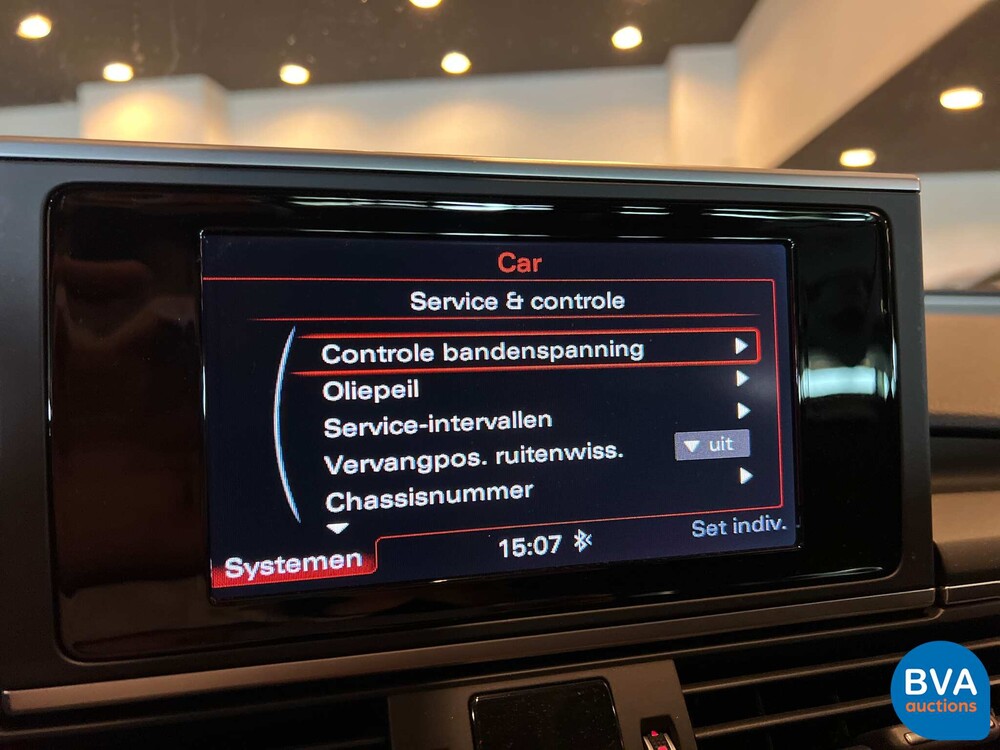 Car
Service & controle
Controle bandenspanning
Oliepeil
Service-intervallen
Vervangpos. ruitenwiss. uit
Chassisnummer
Set indiv.
Systemen 15:07
BVA
auctions